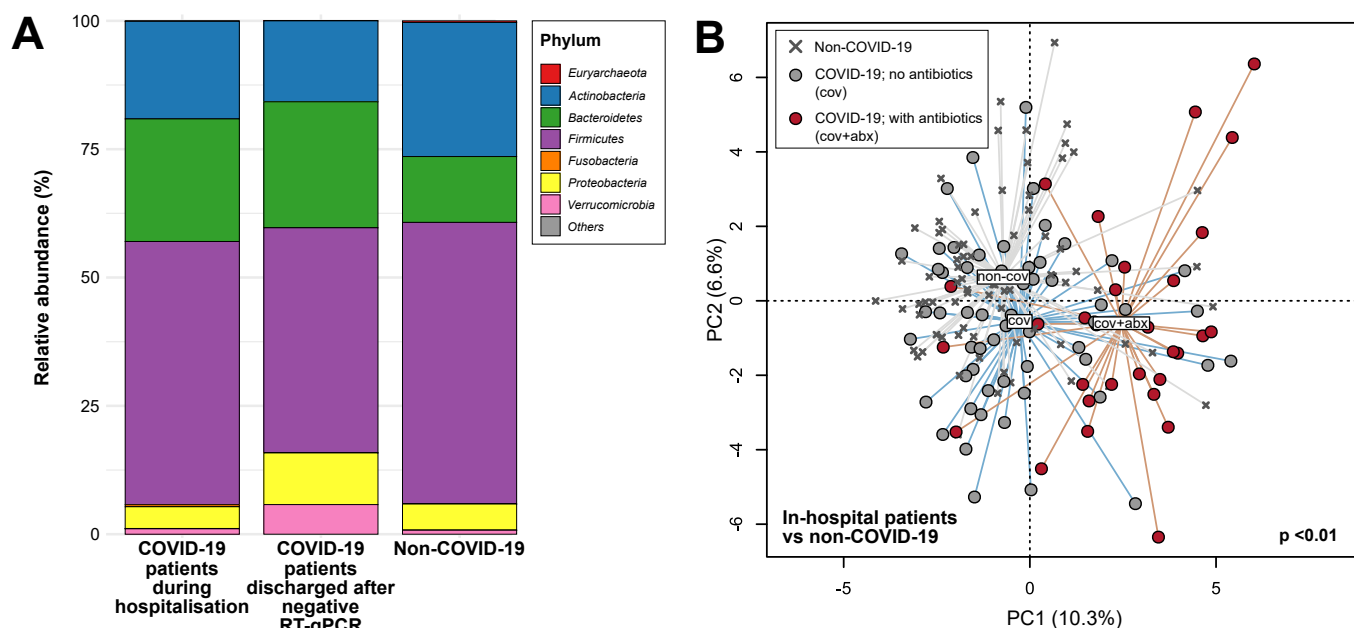 A
Relative abundance (%)
100
75
50
25
0
COVID-19
patients
during
hospitalisation
COVID-19
patients
discharged after
negative
RT-qPCR
Non-COVID-19
Phylum
Euryarchaeota
Actinobacteria
Bacteroidetes
Firmicutes
Fusobacteria
Proteobacteria
Verrucomicrobia
Others
B
Non-COVID-19
COVID-19; no antibiotics
(cov)
COVID-19; with antibiotics
(cov+abx)
PC2 (6.6%)
6
4
2
0
-2
-4
-6
non-cov
cov
cov+abx
In-hospital patients
vs non-COVID-19
p <0.01
-5
0
5
PC1 (10.3%)